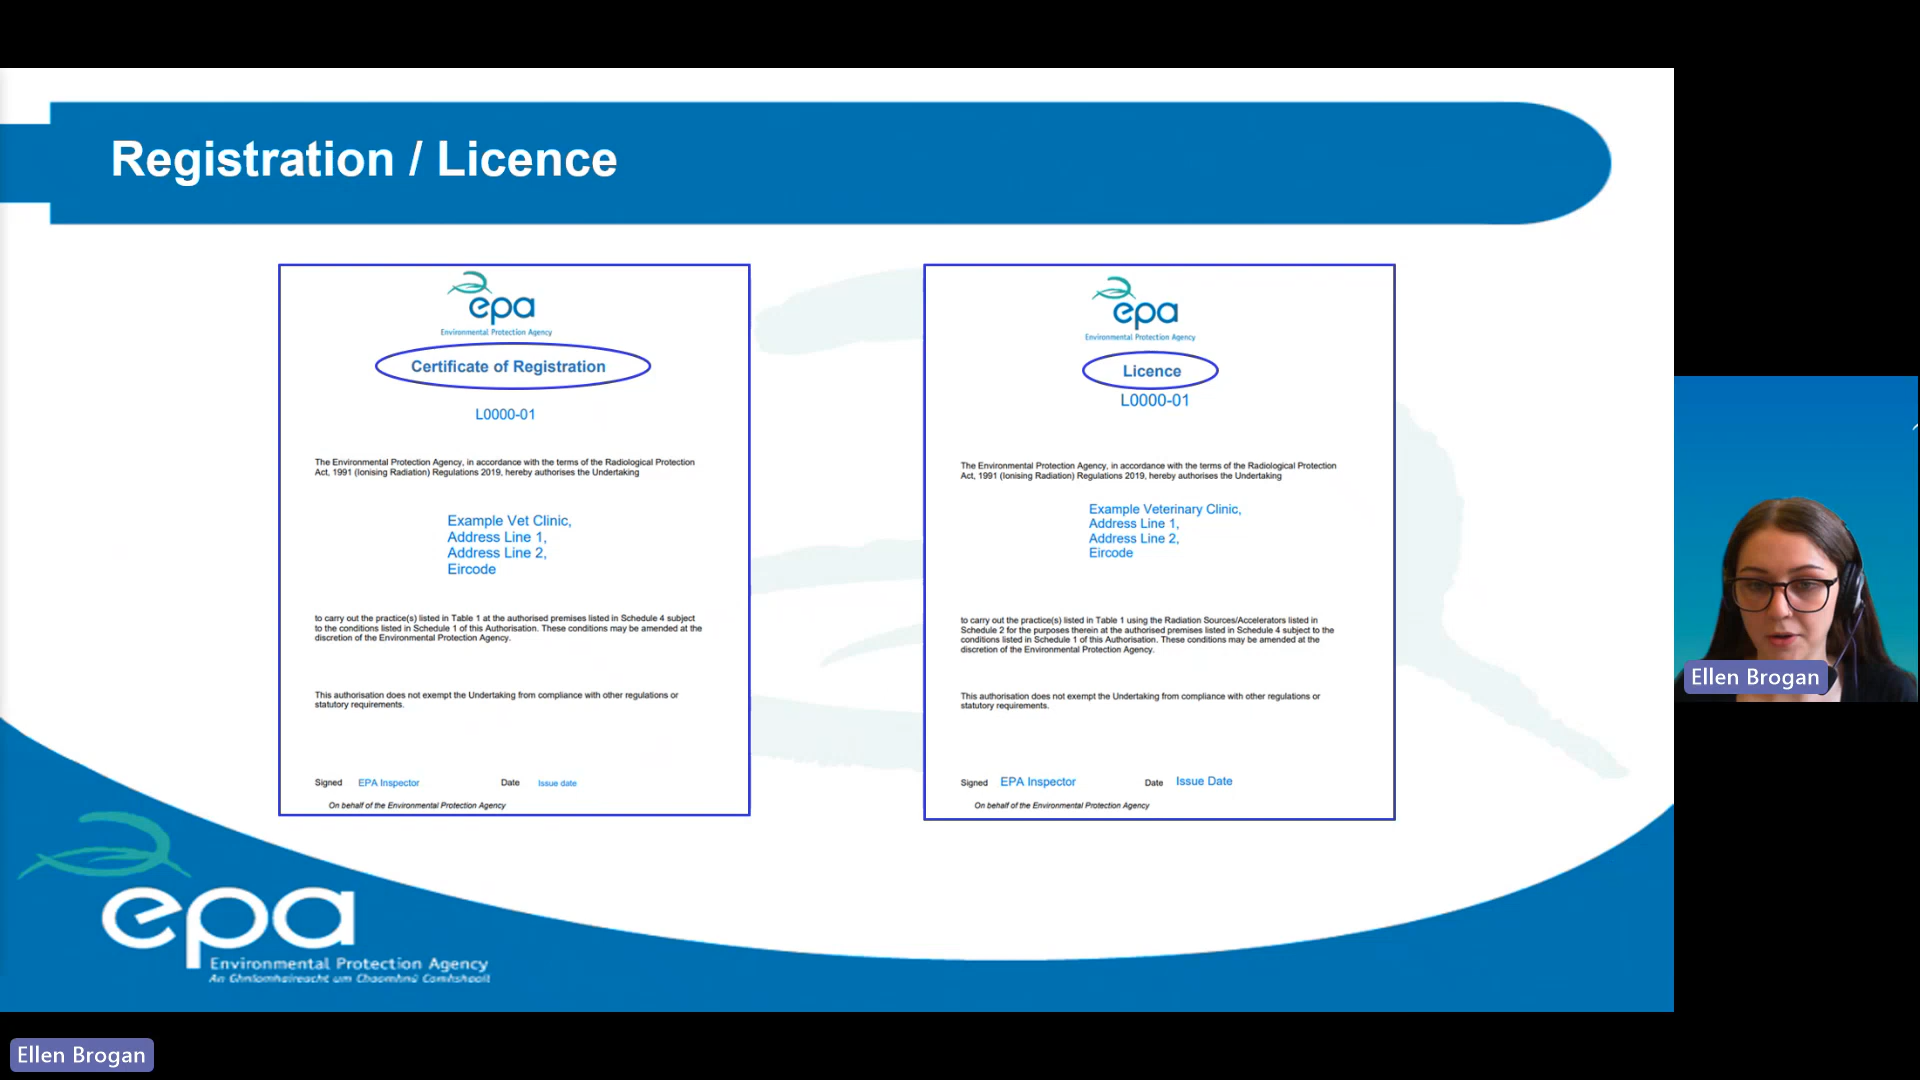 Registration / Licence
epa
Environmental Protection Agency
Certificate of Registration
L0000-01
The Environmental Protection Agency, in accordance with the terms of the Radiological Protection
Act, 1991 (Ionising Radiation) Regulations 2019, hereby authorises the Undertaking
Example Vet Clinic,
Address Line 1,
Address Line 2,
Eircode
to carry out the practice(s) listed in Table 1 at the authorised premises listed in Schedule 4 subject
to the conditions listed in Schedule 1 of this Authorisation. These conditions may be amended at the
discretion of the Environmental Protection Agency.
This authorisation does not exempt the Undertaking from compliance with other regulations or
statutory requirements.
Signed EPA Inspector Date Issue date
On behalf of the Environmental Protection Agency
epa
Environmental Protection Agency
Licence
L0000-01
The Environmental Protection Agency, in accordance with the terms of the Radiological Protection
Act, 1991 (Ionising Radiation) Regulations 2019, hereby authorises the Undertaking
Example Veterinary Clinic,
Address Line 1,
Address Line 2,
Eircode
to carry out the practice(s) listed in Table 1 using the Radiation Sources/Accelerators listed in
Schedule 2 for the purposes therein at the authorised premises listed in Schedule 4 subject to the
conditions listed in Schedule 1 of this Authorisation. These conditions may be amended at the
discretion of the Environmental Protection Agency.
This authorisation does not exempt the Undertaking from compliance with other regulations or
statutory requirements.
Signed EPA Inspector Date Issue Date
On behalf of the Environmental Protection Agency
epa
Environmental Protection Agency
An Ghníomhaireacht um Chaomhnú Comhshaoil
Ellen Brogan
Ellen Brogan